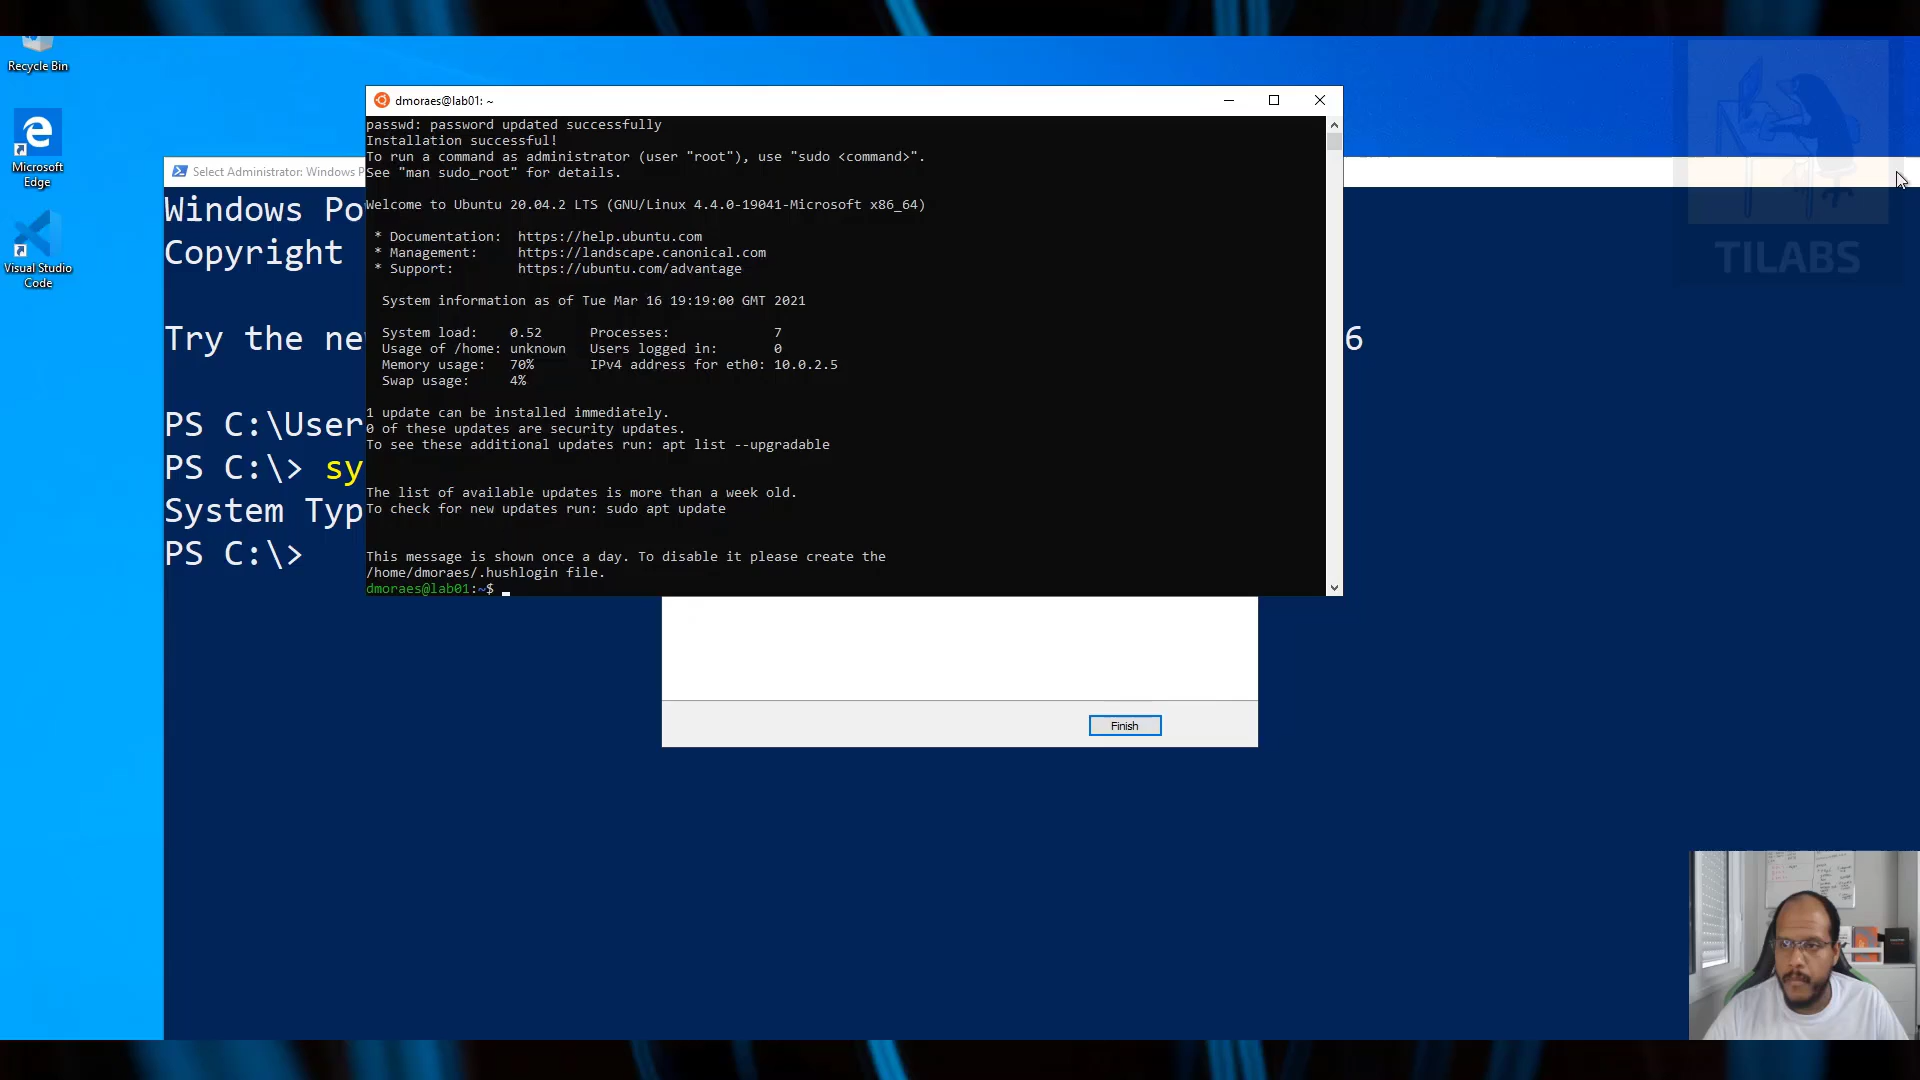 Recycle Bin
Microsoft
Edge
Visual Studio
Code
dmoraes@lab01: ~
passwd: password updated successfully
Installation successful!
To run a command as administrator (user "root"), use "sudo <command>".
See "man sudo_root" for details.
Welcome to Ubuntu 20.04.2 LTS (GNU/Linux 4.4.0-19041-Microsoft x86_64)
* Documentation: https://help.ubuntu.com
* Management: https://landscape.canonical.com
* Support: https://ubuntu.com/advantage
System information as of Tue Mar 16 19:19:00 GMT 2021
System load: 0.52 Processes: 7
Usage of /home: unknown Users logged in: 0
Memory usage: 70% IPv4 address for eth0: 10.0.2.5
Swap usage: 4%
1 update can be installed immediately.
0 of these updates are security updates.
To see these additional updates run: apt list --upgradable
The list of available updates is more than a week old.
To check for new updates run: sudo apt update
This message is shown once a day. To disable it please create the
/home/dmoraes/.hushlogin file.
dmoraes@lab01:~$
Select Administrator: Windows P
Windows Po
Copyright
Try the ne
6
PS C:\User
PS C:\> sy
System Typ
PS C:\>
Finish
TILABS